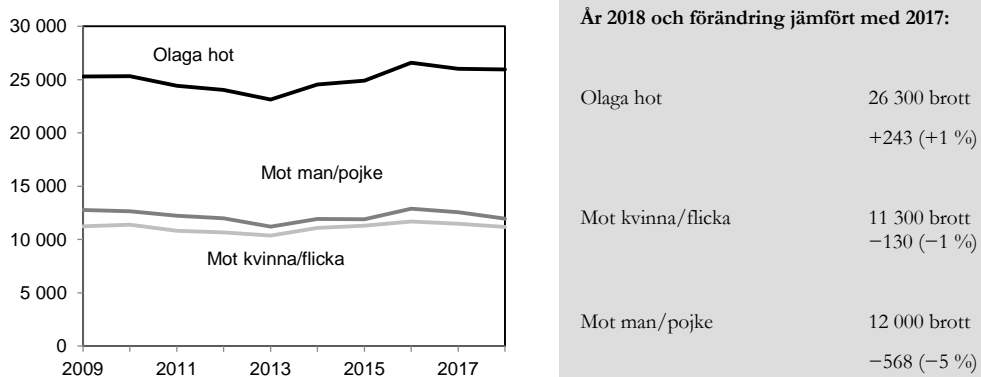 30 000
25 000
20 000
15 000
10 000
5 000
0
2009 2011 2013 2015 2017
Olaga hot
Mot man/pojke
Mot kvinna/flicka
År 2018 och förändring jämfört med 2017:
Olaga hot 26 300 brott
+243 (+1 %)
Mot kvinna/flicka 11 300 brott
−130 (−1 %)
Mot man/pojke 12 000 brott
−568 (−5 %)